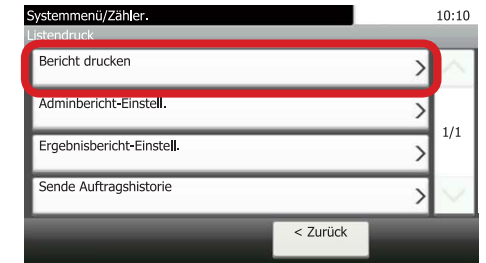 Systemmenü/Zähler.
10:10
Listendruck
Bericht drucken
Adminbericht-Einstell.
Ergebnisbericht-Einstell.
1/1
Sende Auftragshistorie
< Zurück